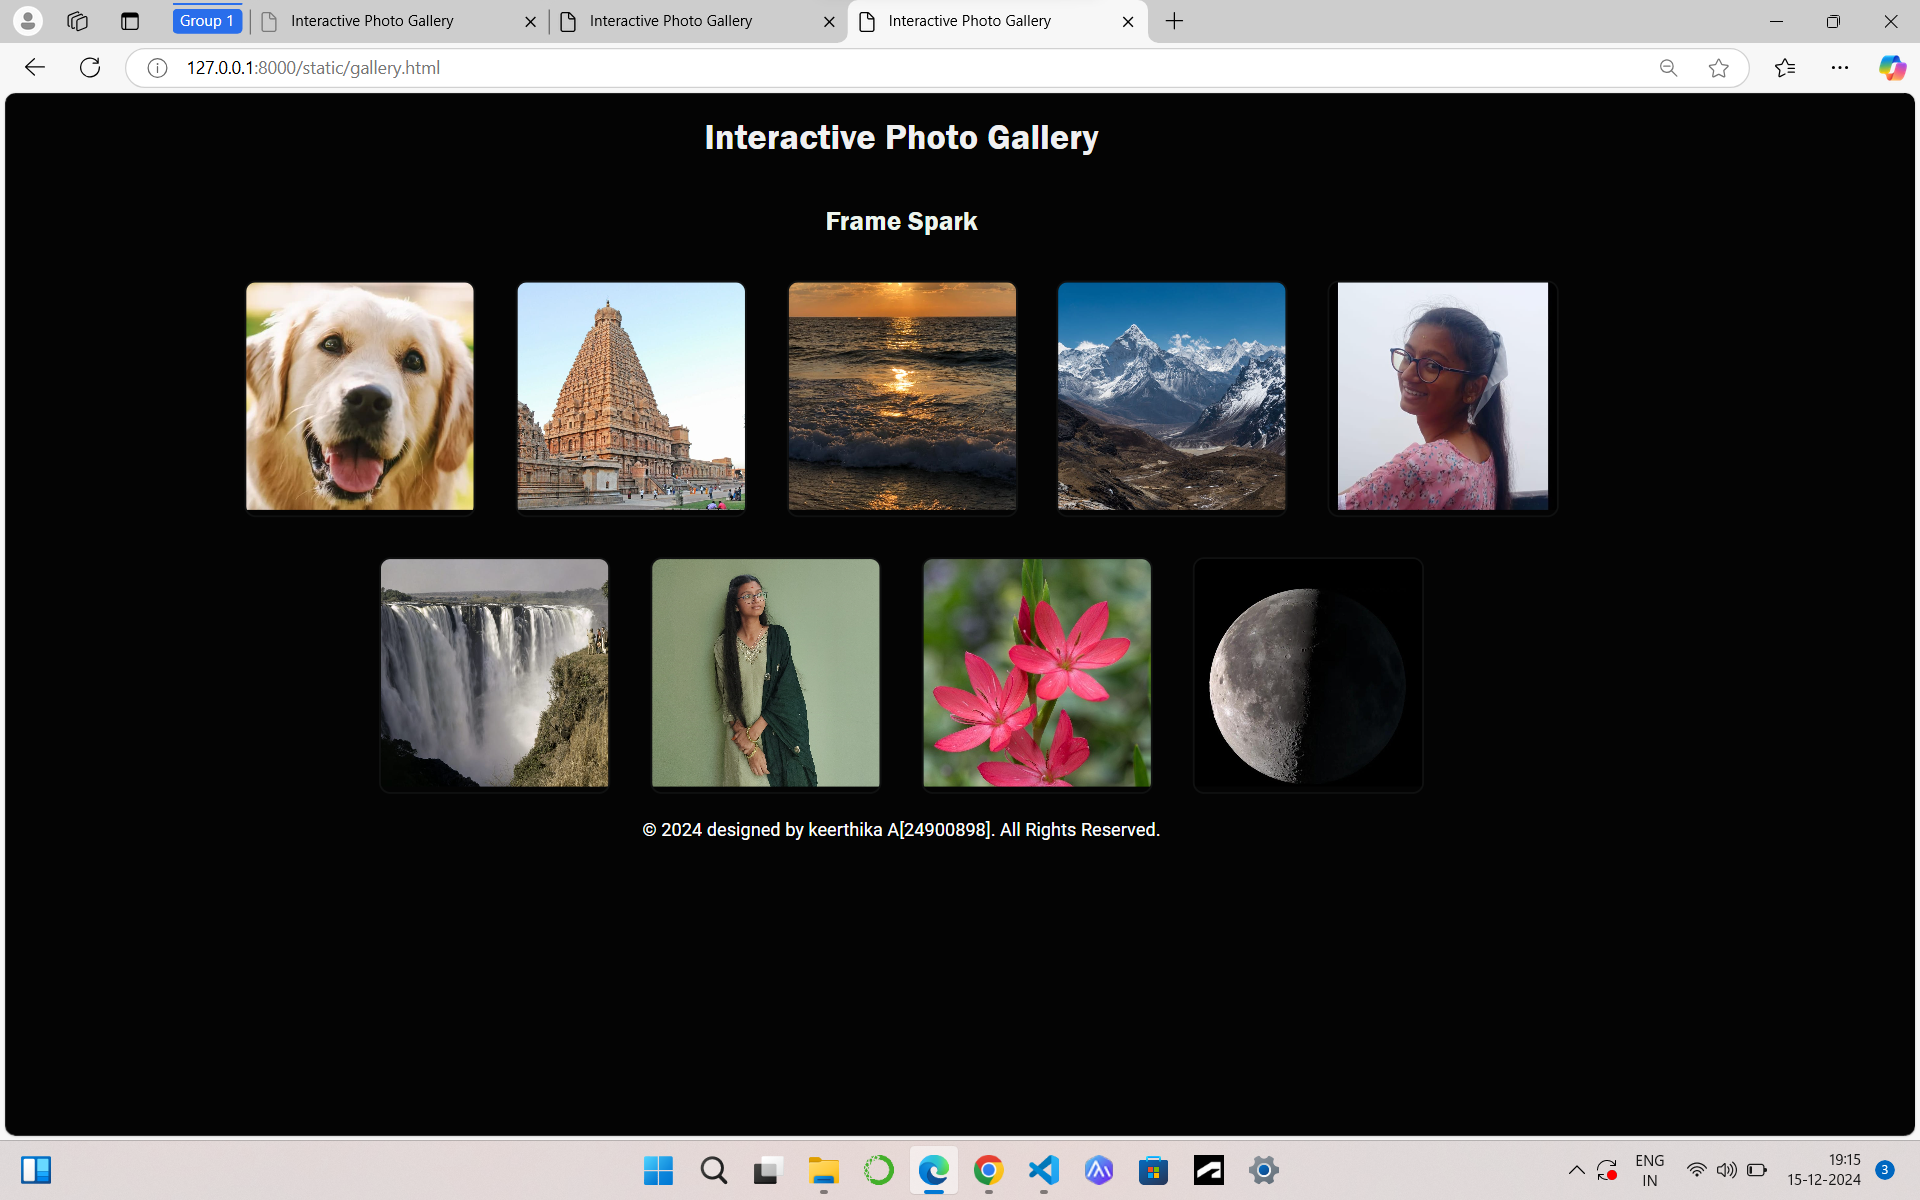 Group 1
Interactive Photo Gallery
Interactive Photo Gallery
Interactive Photo Gallery
127.0.0.1:8000/static/gallery.html
Interactive Photo Gallery
Frame Spark
© 2024 designed by keerthika A[24900898]. All Rights Reserved.
ENG
IN
19:15
15-12-2024
3